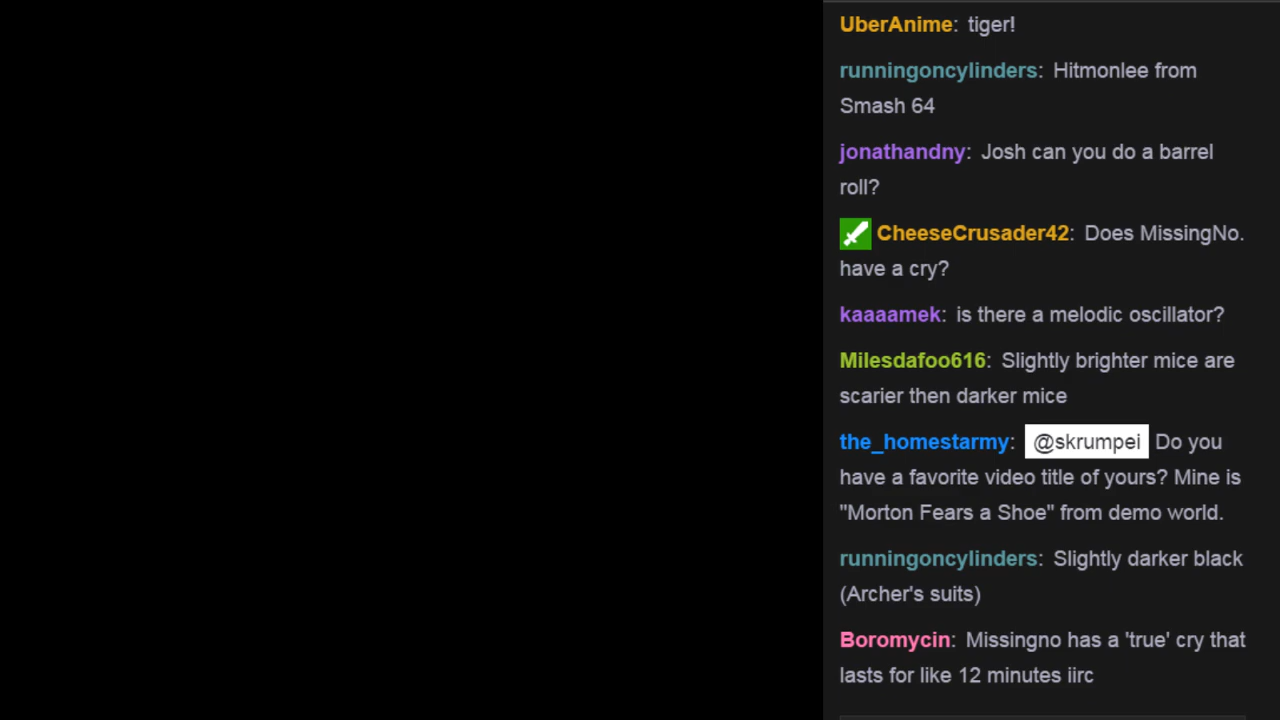 UberAnime: tiger!
runningoncylinders: Hitmonlee from
Smash 64
jonathandny: Josh can you do a barrel
roll?
CheeseCrusader42: Does MissingNo.
have a cry?
kaaaamek: is there a melodic oscillator?
Milesdafoo616: Slightly brighter mice are
scarier then darker mice
the_homestarmy: @skrumpei Do you
have a favorite video title of yours? Mine is
"Morton Fears a Shoe" from demo world.
runningoncylinders: Slightly darker black
(Archer's suits)
Boromycin: Missingno has a 'true' cry that
lasts for like 12 minutes iirc